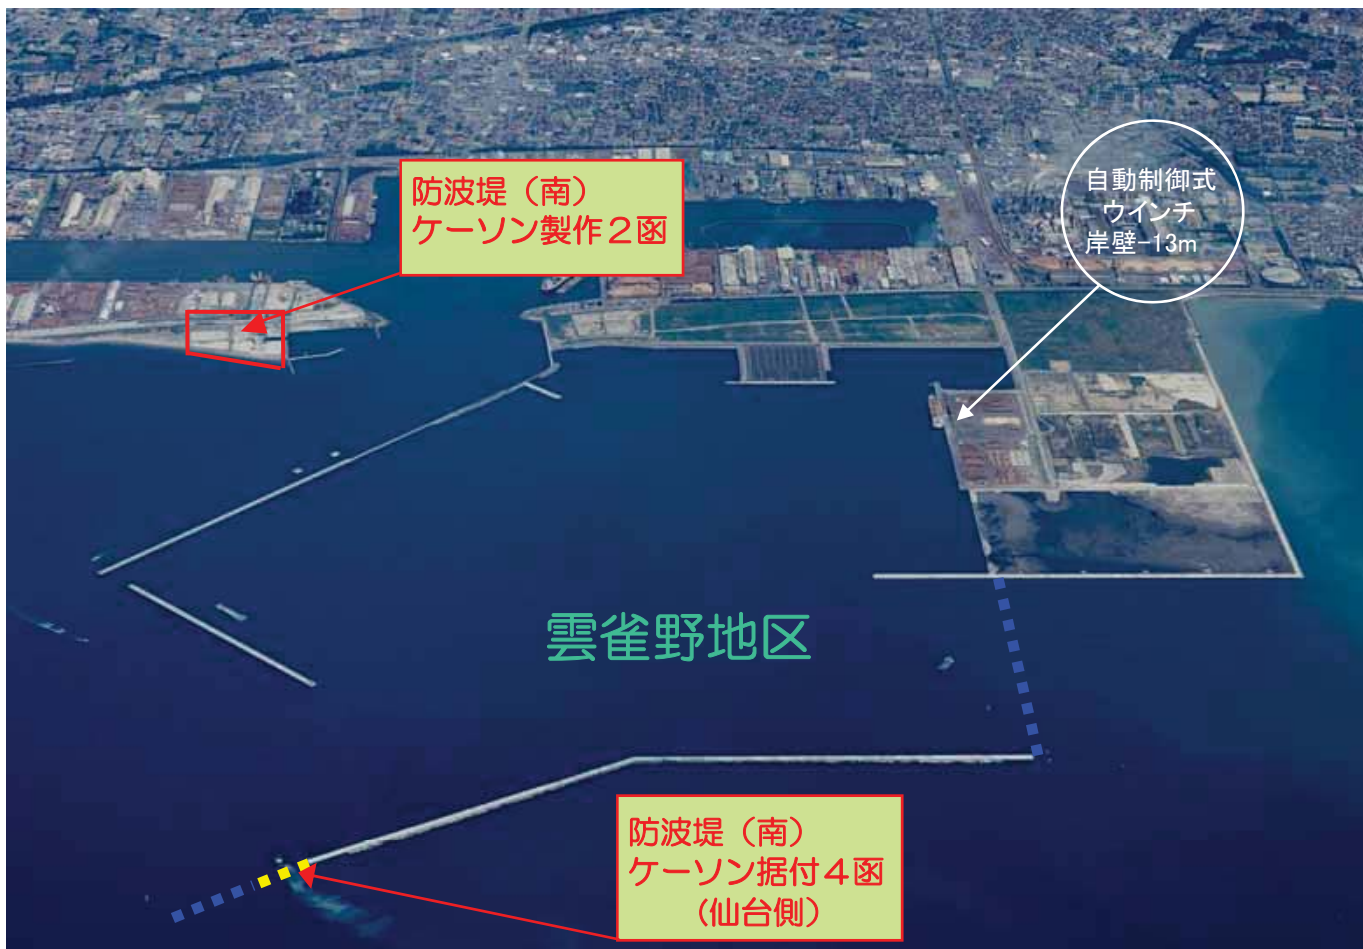 防波堤（南）
ケーソン製作２函
自動制御式
ウインチ
岸壁-13m
雲雀野地区
防波堤（南）
ケーソン据付４函
(仙台側）